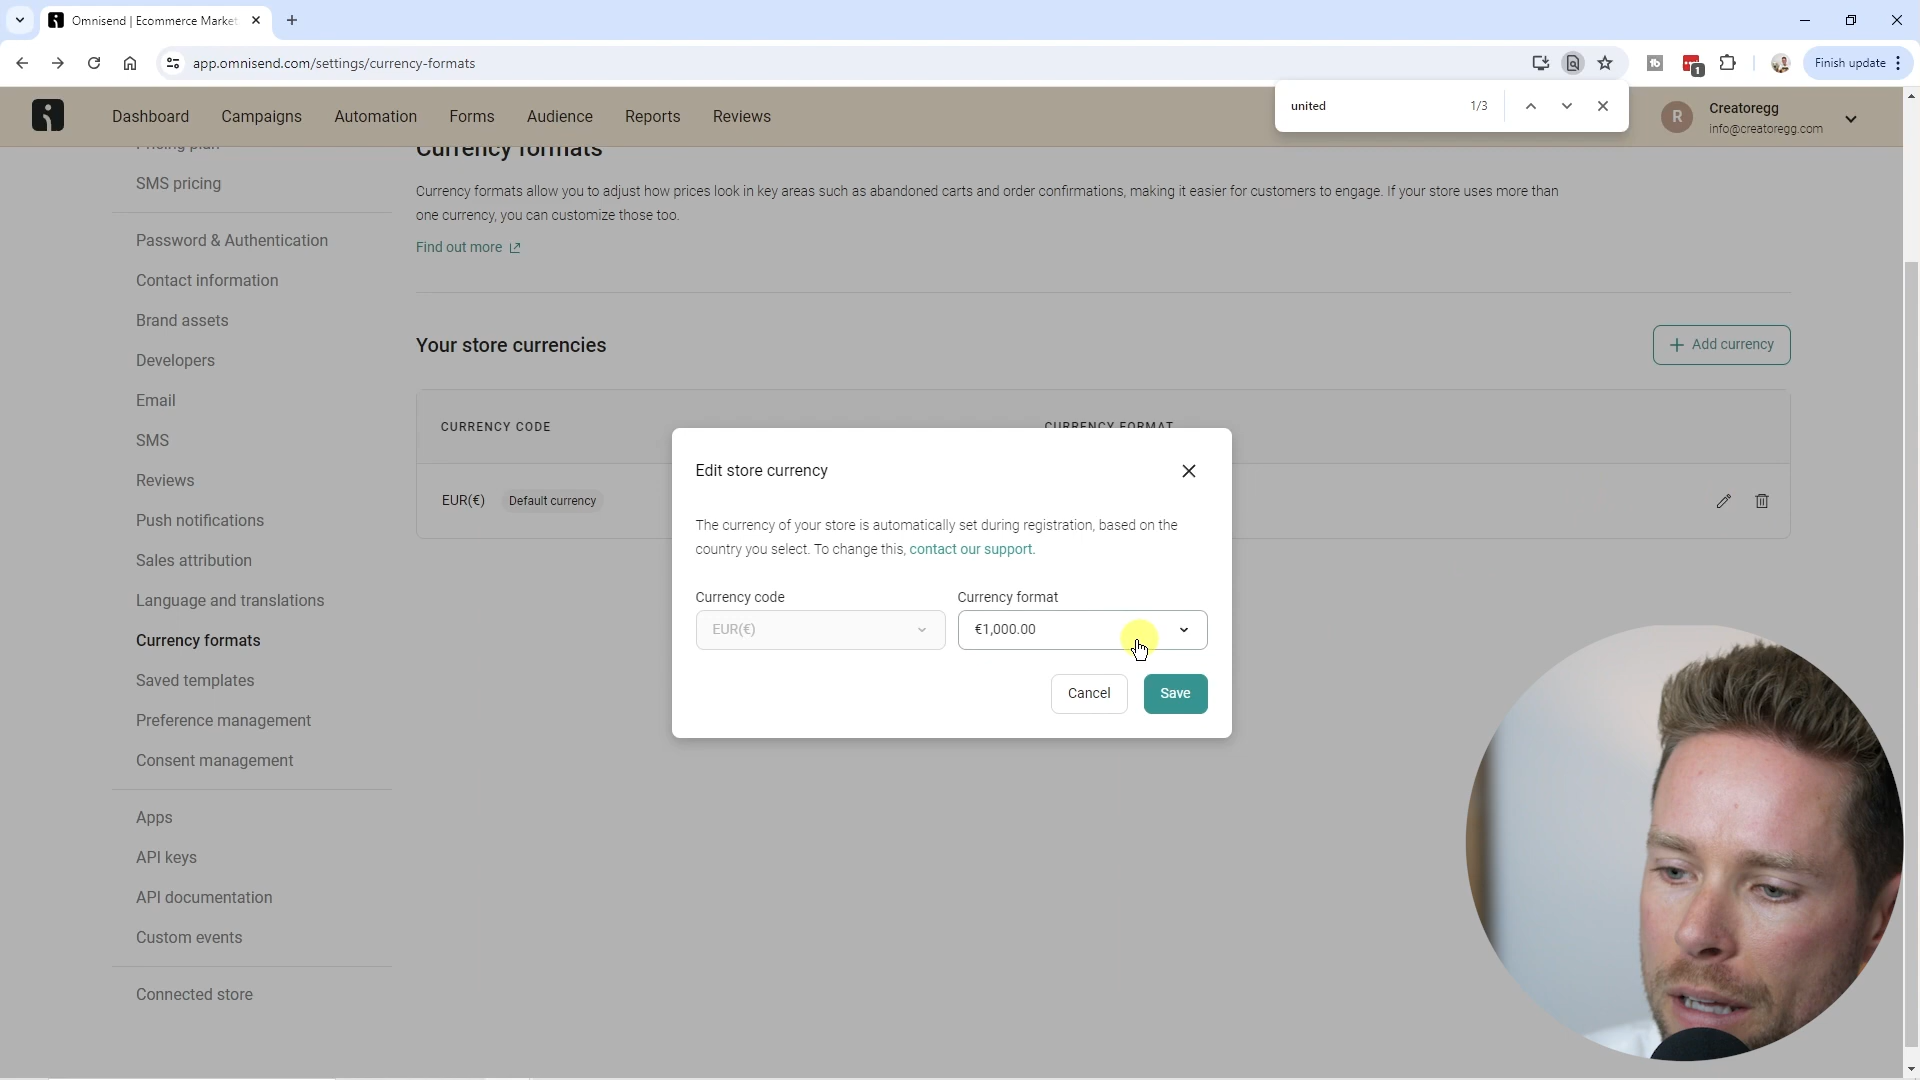 Omnisend | Ecommerce Market
app.omnisend.com/settings/currency-formats
1
Finish update
united
1/3
Dashboard
Campaigns
Automation
Forms
Audience
Reports
Reviews
R
Creatoregg
info@creatoregg.com
Pricing plan
SMS pricing
Password & Authentication
Contact information
Brand assets
Developers
Email
SMS
Reviews
Push notifications
Sales attribution
Language and translations
Currency formats
Saved templates
Preference management
Consent management
Apps
API keys
API documentation
Custom events
Connected store
Currency formats
Currency formats allow you to adjust how prices look in key areas such as abandoned carts and order confirmations, making it easier for customers to engage. If your store uses more than
one currency, you can customize those too.
Find out more
Your store currencies
Add currency
CURRENCY CODE
CURRENCY FORMAT
EUR(€)
Default currency
Edit store currency
The currency of your store is automatically set during registration, based on the
country you select. To change this, contact our support.
Currency code
Currency format
EUR(€)
€1,000.00
Cancel
Save